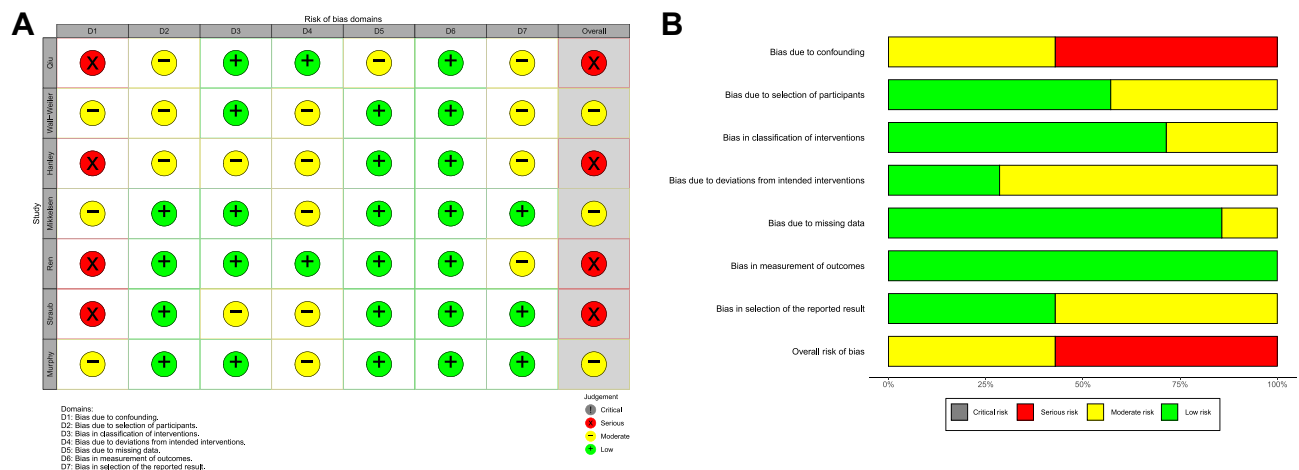 A
Risk of bias domains
D1 D2 D3 D4 D5 D6 D7 Overall
Study
Qiu X − + + − + − X
Wall−Weiler − − + − + + − −
Hanley X − − − + + − X
Mikkelsen − + + − + + + −
Ren X + + + + + − X
Straub X + − − + + + X
Murphy − + + − + + + −
Domains:
D1: Bias due to confounding.
D2: Bias due to selection of participants.
D3: Bias in classification of interventions.
D4: Bias due to deviations from intended interventions.
D5: Bias due to missing data.
D6: Bias in measurement of outcomes.
D7: Bias in selection of the reported result.
Judgement
! Critical
X Serious
− Moderate
+ Low
B
Bias due to confounding
Bias due to selection of participants
Bias in classification of interventions
Bias due to deviations from intended interventions
Bias due to missing data
Bias in measurement of outcomes
Bias in selection of the reported result
Overall risk of bias
0% 25% 50% 75% 100%
Critical risk Serious risk Moderate risk Low risk